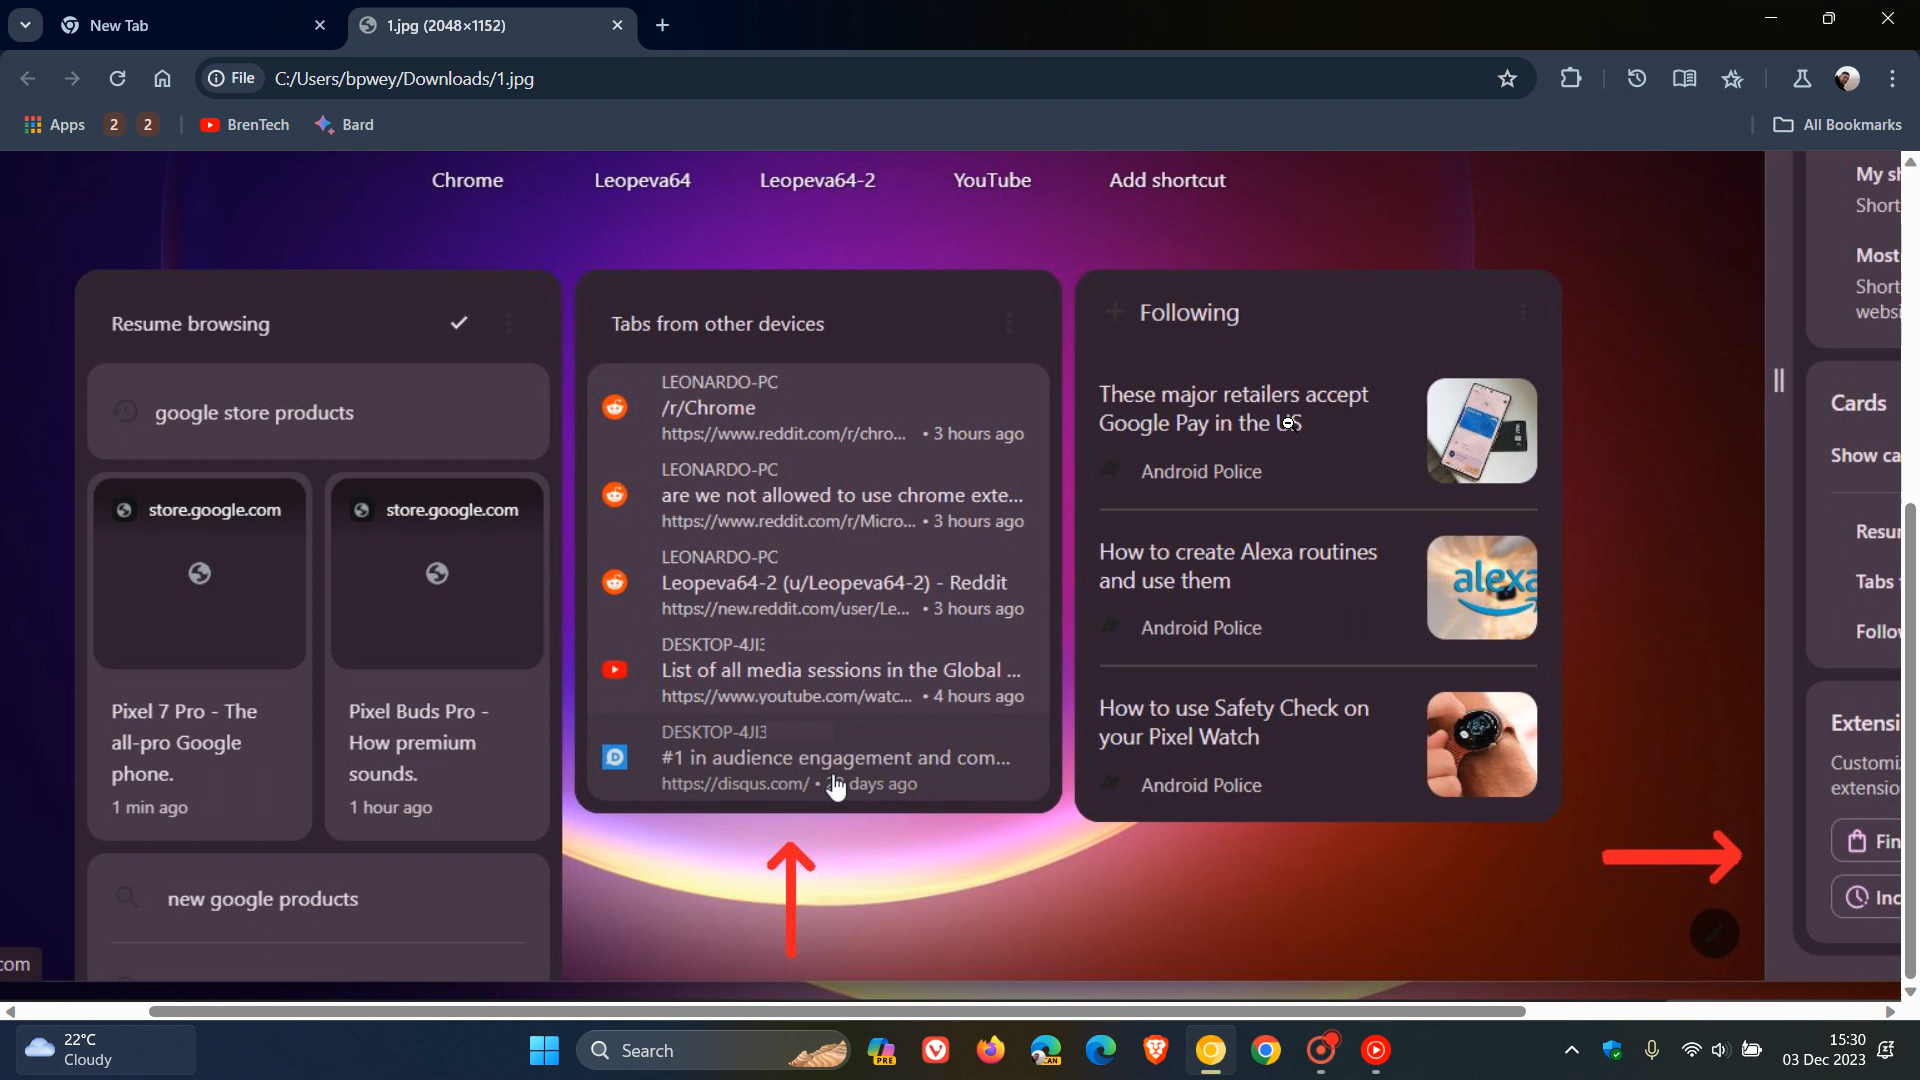 New Tab
1.jpg (2048×1152)
File
C:/Users/bpwey/Downloads/1.jpg
Apps
2
2
BrenTech
Bard
All Bookmarks
Chrome
Leopeva64
Leopeva64-2
YouTube
Add shortcut
Resume browsing
google store products
store.google.com
store.google.com
Pixel 7 Pro - The
all-pro Google
phone.
1 min ago
Pixel Buds Pro -
How premium
sounds.
1 hour ago
new google products
com
Tabs from other devices
LEONARDO-PC
/r/Chrome
https://www.reddit.com/r/chro... • 3 hours ago
LEONARDO-PC
are we not allowed to use chrome exte...
https://www.reddit.com/r/Micro... • 3 hours ago
LEONARDO-PC
Leopeva64-2 (u/Leopeva64-2) - Reddit
https://new.reddit.com/user/Le... • 3 hours ago
DESKTOP-4JI3
List of all media sessions in the Global ...
https://www.youtube.com/watc... • 4 hours ago
DESKTOP-4JI3
#1 in audience engagement and com...
https://disqus.com/ • days ago
Following
These major retailers accept
Google Pay in the US
Android Police
alexa
How to create Alexa routines
and use them
Android Police
How to use Safety Check on
your Pixel Watch
Android Police
My sh
Short
Most
Short
websi
Cards
Show ca
Resun
Tabs
Follo
Extensi
Customi
extensio
Fin
Inc
22°C
Cloudy
Search
PRE
CAN
15:30
03 Dec 2023